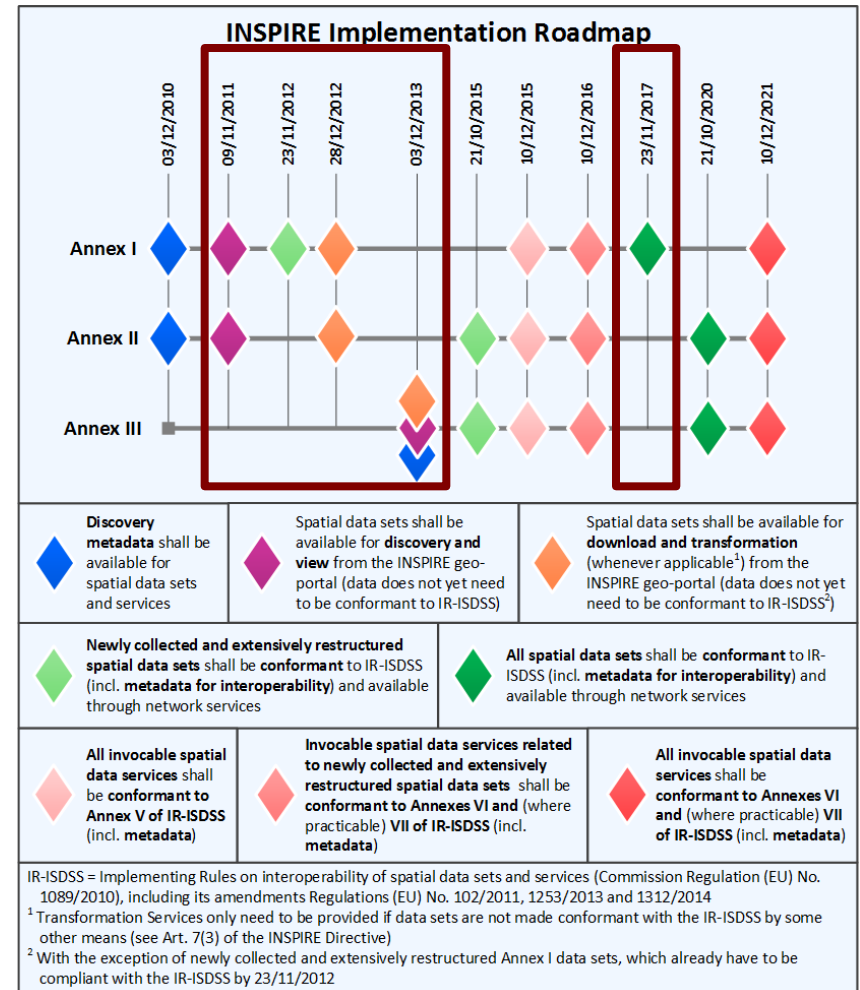 INSPIRE Implementation Roadmap
03/12/2010
09/11/2011
23/11/2012
28/12/2012
03/12/2013
21/10/2015
10/12/2015
10/12/2016
23/11/2017
21/10/2020
10/12/2021
Annex I
Annex II
Annex III
Discovery
metadata shall be
available for
spatial data sets
and services
Spatial data sets shall be
available for discovery and
view from the INSPIRE geo-
portal (data does not yet need
to be conformant to IR-ISDSS)
Spatial data sets shall be available for
download and transformation
(whenever applicable¹) from the
INSPIRE geo-portal (data does not yet
need to be conformant to IR-ISDSS²)
Newly collected and extensively restructured
spatial data sets shall be conformant to IR-ISDSS
(incl. metadata for interoperability) and available
through network services
All spatial data sets shall be conformant to IR-
ISDSS (incl. metadata for interoperability) and
available through network services
All invocable spatial
data services shall
be conformant to
Annex V of IR-ISDSS
(incl. metadata)
Invocable spatial data services related
to newly collected and extensively
restructured spatial data sets shall be
conformant to Annexes VI and (where
practicable) VII of IR-ISDSS (incl.
metadata)
All invocable spatial data
services shall be
conformant to Annexes VI
and (where practicable) VII
of IR-ISDSS (incl. metadata)
IR-ISDSS = Implementing Rules on interoperability of spatial data sets and services (Commission Regulation (EU) No.
1089/2010), including its amendments Regulations (EU) No. 102/2011, 1253/2013 and 1312/2014
¹ Transformation Services only need to be provided if data sets are not made conformant with the IR-ISDSS by some
other means (see Art. 7(3) of the INSPIRE Directive)
² With the exception of newly collected and extensively restructured Annex I data sets, which already have to be
compliant with the IR-ISDSS by 23/11/2012